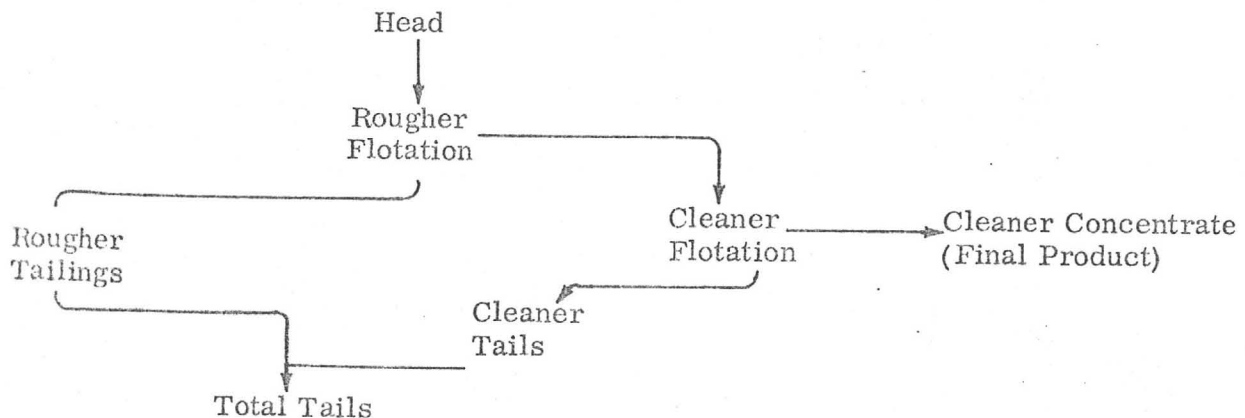 Head
Rougher
Flotation
Cleaner
Flotation
Cleaner Concentrate
(Final Product)
Rougher
Tailings
Cleaner
Tails
Total Tails